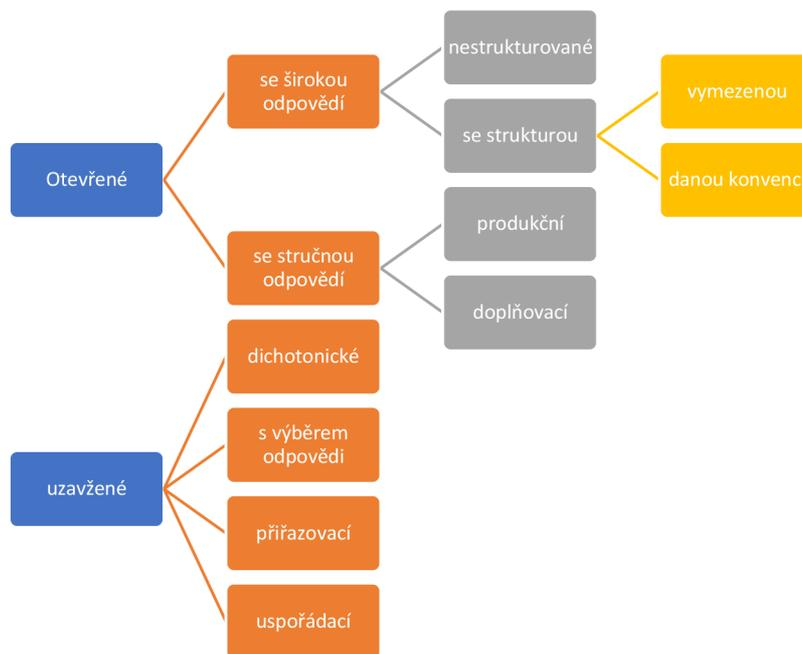 nestrukturované
se širokou
odpovědí
vymezenou
se strukturou
Otevřené
danou konvenc
produkční
se stručnou
odpovědí
doplňovací
dichotonické
s výběrem
odpovědi
uzavžené
přiřazovací
uspořádací